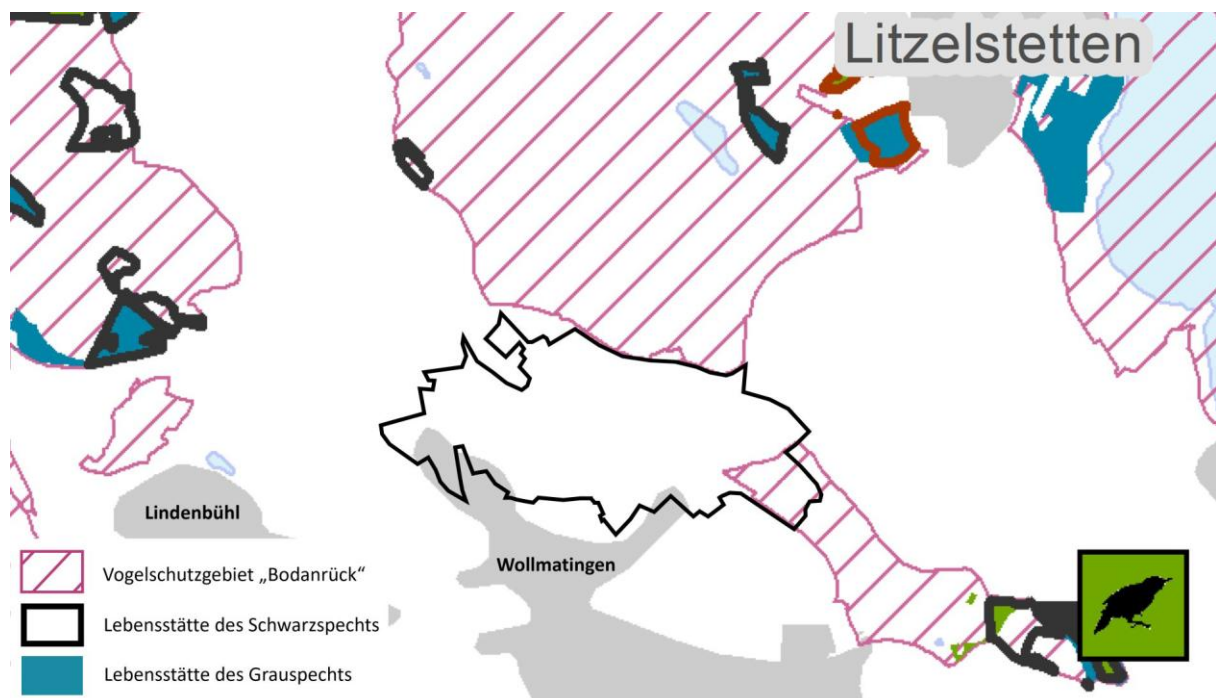 Litzelstetten
Lindenbühl
Wollmatingen
Vogelschutzgebiet „Bodanrück“
Lebensstätte des Schwarzspechts
Lebensstätte des Grauspechts